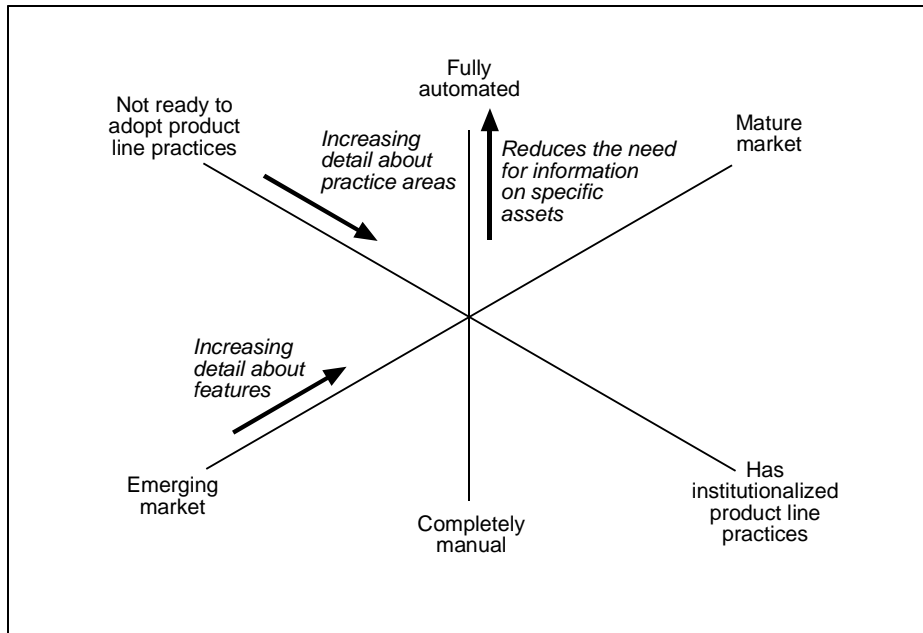 Fully
automated
Not ready to
adopt product
line practices
Increasing
detail about
practice areas
Reduces the need
for information
on specific
assets
Mature
market
Increasing
detail about
features
Emerging
market
Completely
manual
Has
institutionalized
product line
practices